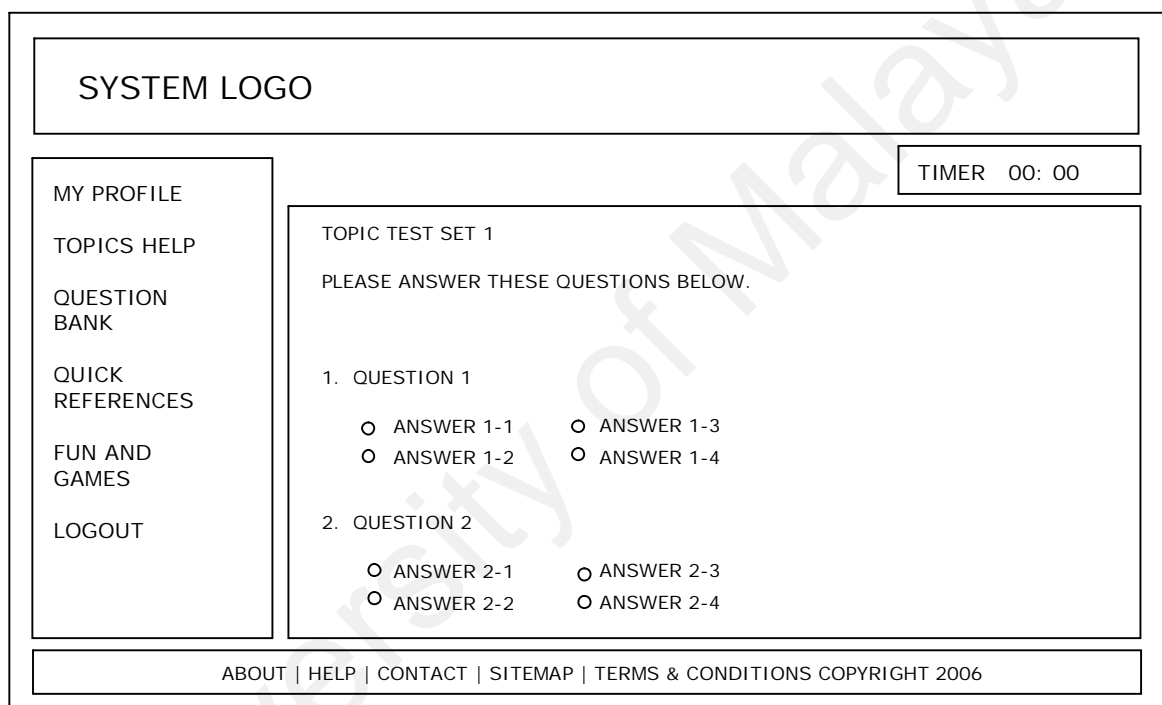 SYSTEM LOGO
TIMER 00: 00
MY PROFILE
TOPICS HELP
QUESTION
BANK
QUICK
REFERENCES
FUN AND
GAMES
LOGOUT
TOPIC TEST SET 1
PLEASE ANSWER THESE QUESTIONS BELOW.
1. QUESTION 1
ANSWER 1-1 ANSWER 1-3
ANSWER 1-2 ANSWER 1-4
2. QUESTION 2
ANSWER 2-1 ANSWER 2-3
ANSWER 2-2 ANSWER 2-4
ABOUT | HELP | CONTACT | SITEMAP | TERMS & CONDITIONS COPYRIGHT 2006
versity of Malaya